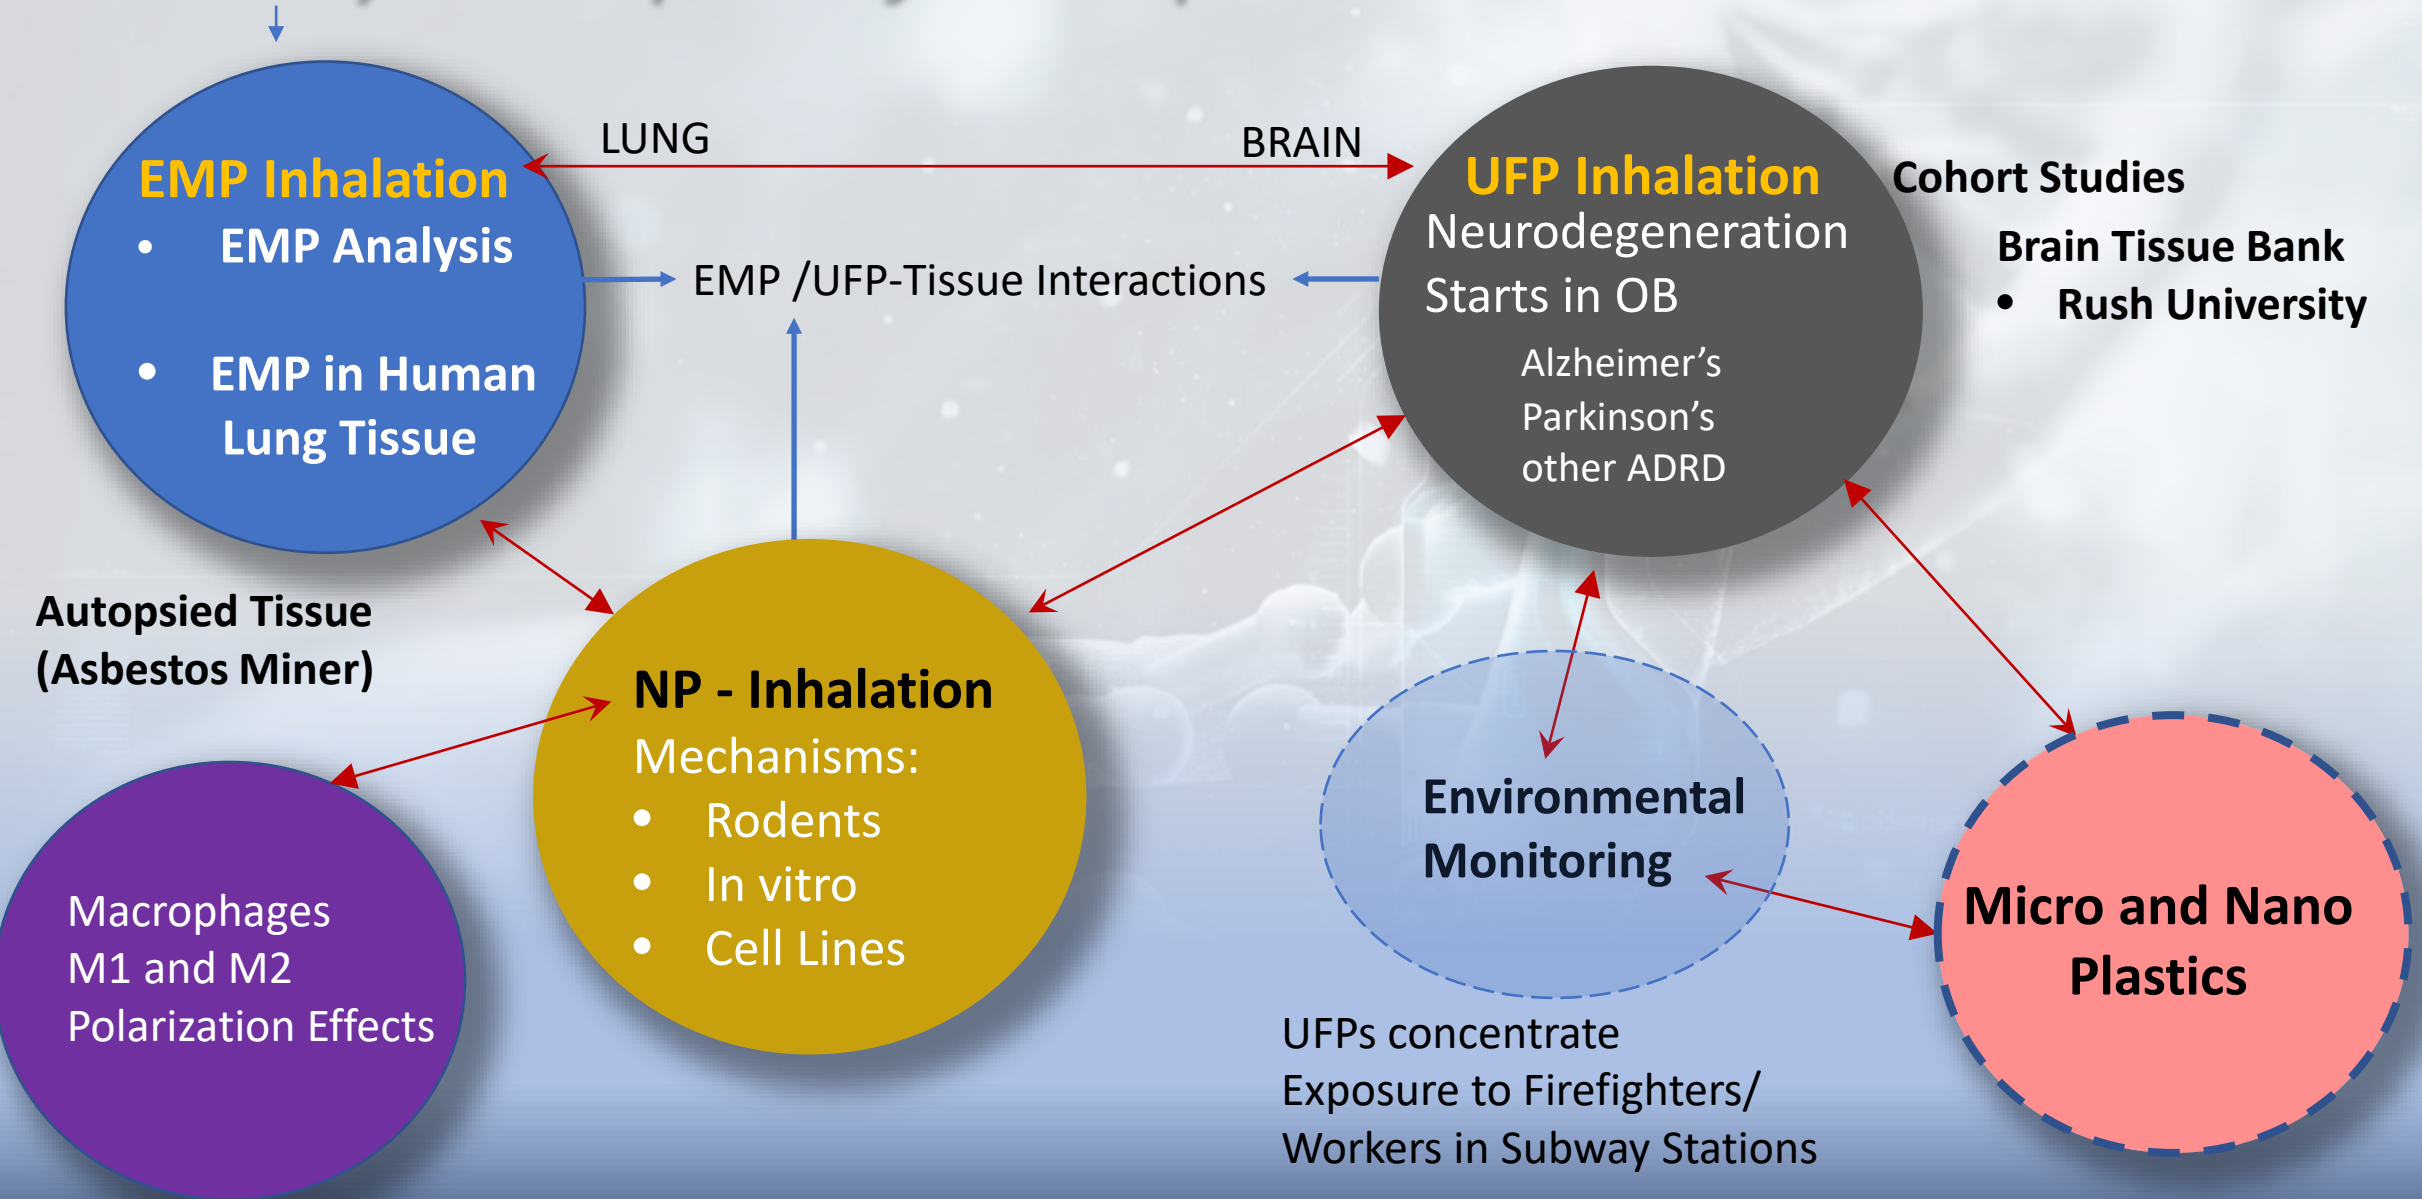 LUNG
BRAIN
EMP Inhalation
• EMP Analysis
• EMP in Human
Lung Tissue
EMP /UFP-Tissue Interactions
UFP Inhalation
Neurodegeneration
Starts in OB
Alzheimer’s
Parkinson’s
other ADRD
Cohort Studies
Brain Tissue Bank
• Rush University
Autopsied Tissue
(Asbestos Miner)
NP - Inhalation
Mechanisms:
• Rodents
• In vitro
• Cell Lines
Macrophages
M1 and M2
Polarization Effects
Environmental
Monitoring
Micro and Nano
Plastics
UFPs concentrate
Exposure to Firefighters/
Workers in Subway Stations